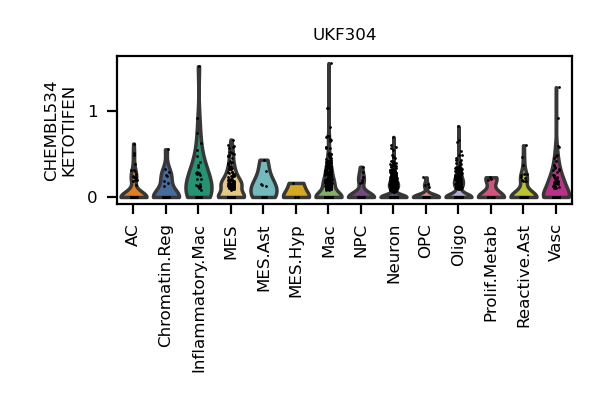 UKF304
CHEMBL534
KETOTIFEN
1
0
AC
Chromatin.Reg
Inflammatory.Mac
MES
MES.Ast
MES.Hyp
Mac
NPC
Neuron
OPC
Oligo
Prolif.Metab
Reactive.Ast
Vasc